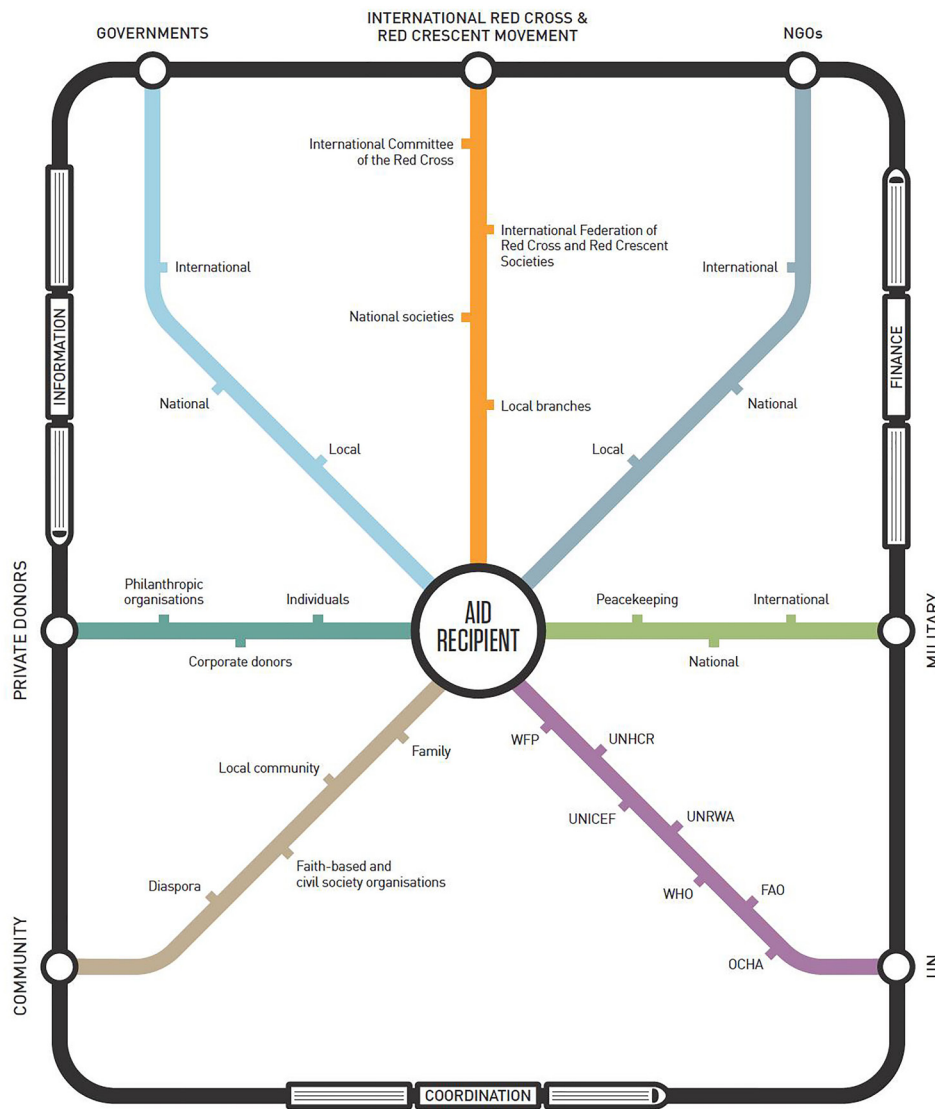 INTERNATIONAL RED CROSS &
RED CRESCENT MOVEMENT
GOVERNMENTS
NGOs
International Committee
of the Red Cross
International Federation of
Red Cross and Red Crescent
Societies
International
International
National societies
INFORMATION
FINANCE
National
Local branches
National
Local
Local
PRIVATE DONORS
Philanthropic
organisations
Individuals
Corporate donors
AID
RECIPIENT
Peacekeeping
International
National
MILITARY
Family
Local community
Faith-based and
civil society organisations
Diaspora
COMMUNITY
WFP
UNHCR
UNICEF
UNRWA
WHO
FAO
OCHA
UN
COORDINATION